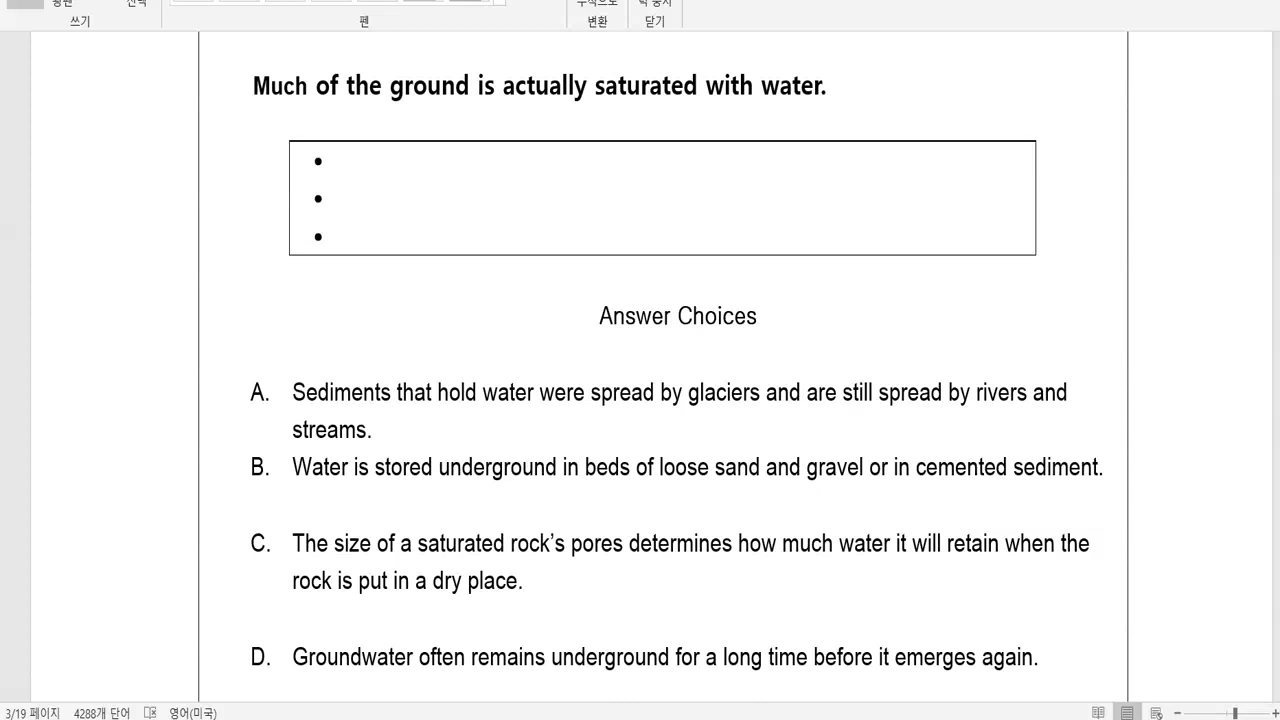 쓰기 펜 변환 닫기
Much of the ground is actually saturated with water.
•
•
•
Answer Choices
A. Sediments that hold water were spread by glaciers and are still spread by rivers and
streams.
B. Water is stored underground in beds of loose sand and gravel or in cemented sediment.
C. The size of a saturated rock’s pores determines how much water it will retain when the
rock is put in a dry place.
D. Groundwater often remains underground for a long time before it emerges again.
3/19 페이지 4288개 단어 영어(미국)